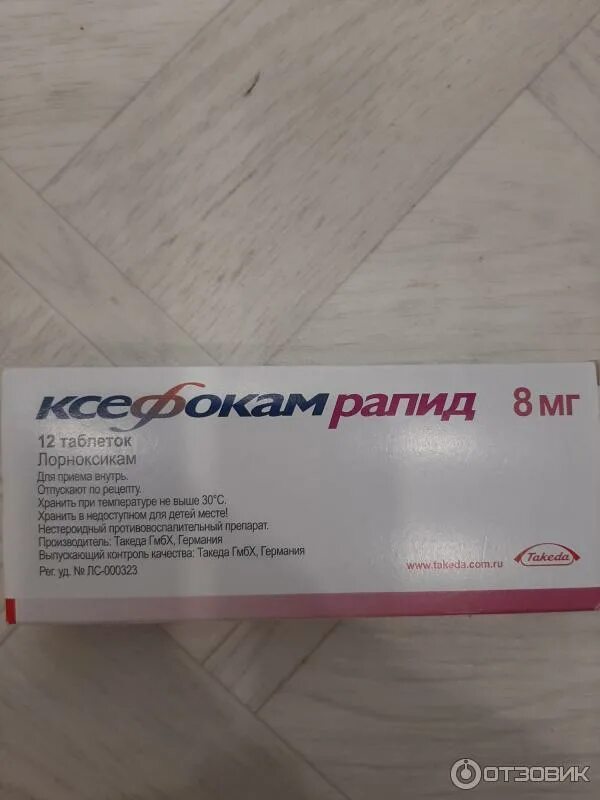 ксефокам рапид 8 мг
12 таблеток
Лорноксикам
Для приема внутрь.
Отпускают по рецепту.
Хранить при температуре не выше 30°С.
Хранить в недоступном для детей месте!
Нестероидный противовоспалительный препарат.
Производитель: Такеда ГмбХ, Германия
Выпускающий контроль качества: Такеда ГмбХ, Германия
Рег. уд. № ЛС-000323
www.takeda.com.ru
Takeda
ОТЗОВИК